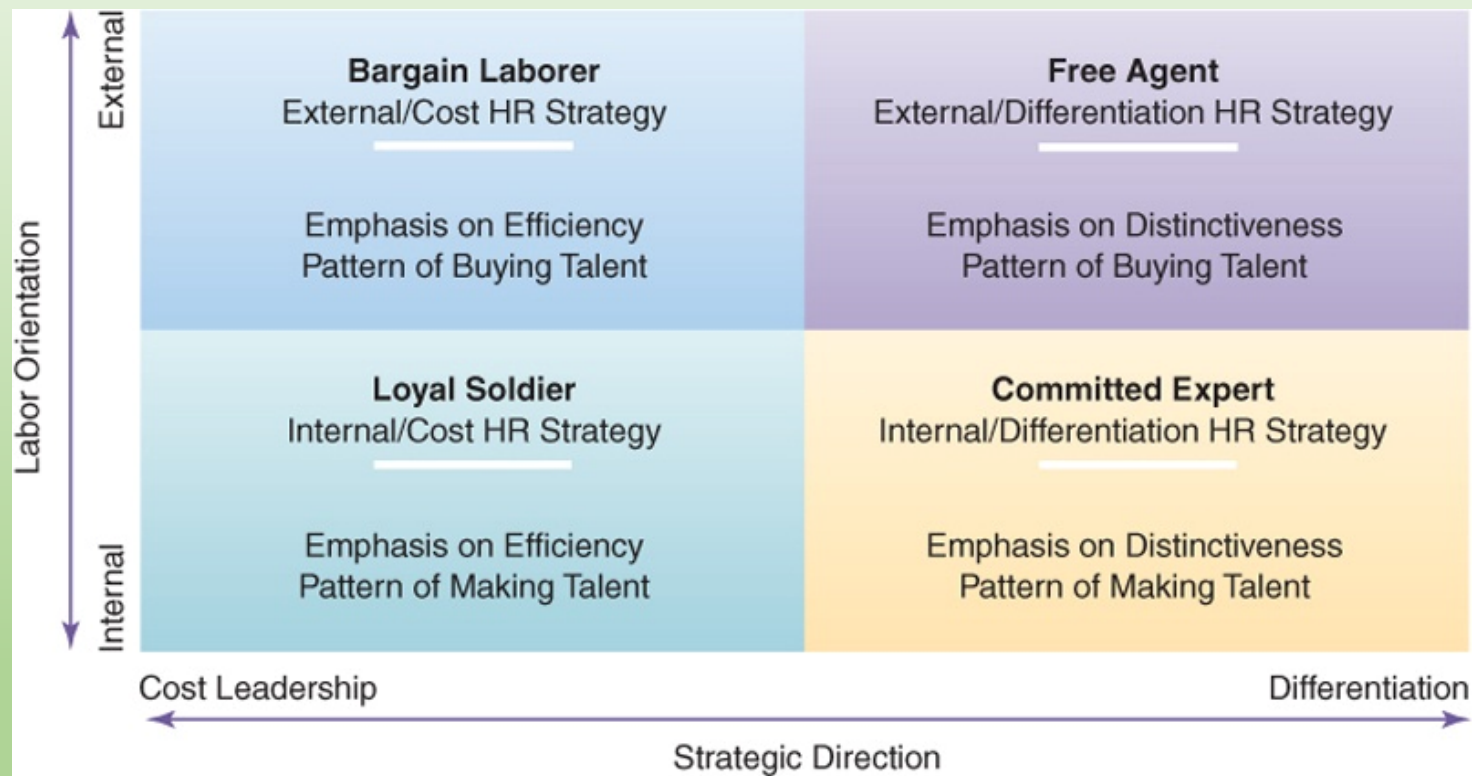 External
Bargain Laborer
External/Cost HR Strategy
Emphasis on Efficiency
Pattern of Buying Talent
Free Agent
External/Differentiation HR Strategy
Emphasis on Distinctiveness
Pattern of Buying Talent
Labor Orientation
Loyal Soldier
Internal/Cost HR Strategy
Emphasis on Efficiency
Pattern of Making Talent
Committed Expert
Internal/Differentiation HR Strategy
Emphasis on Distinctiveness
Pattern of Making Talent
Internal
Cost Leadership
Differentiation
Strategic Direction